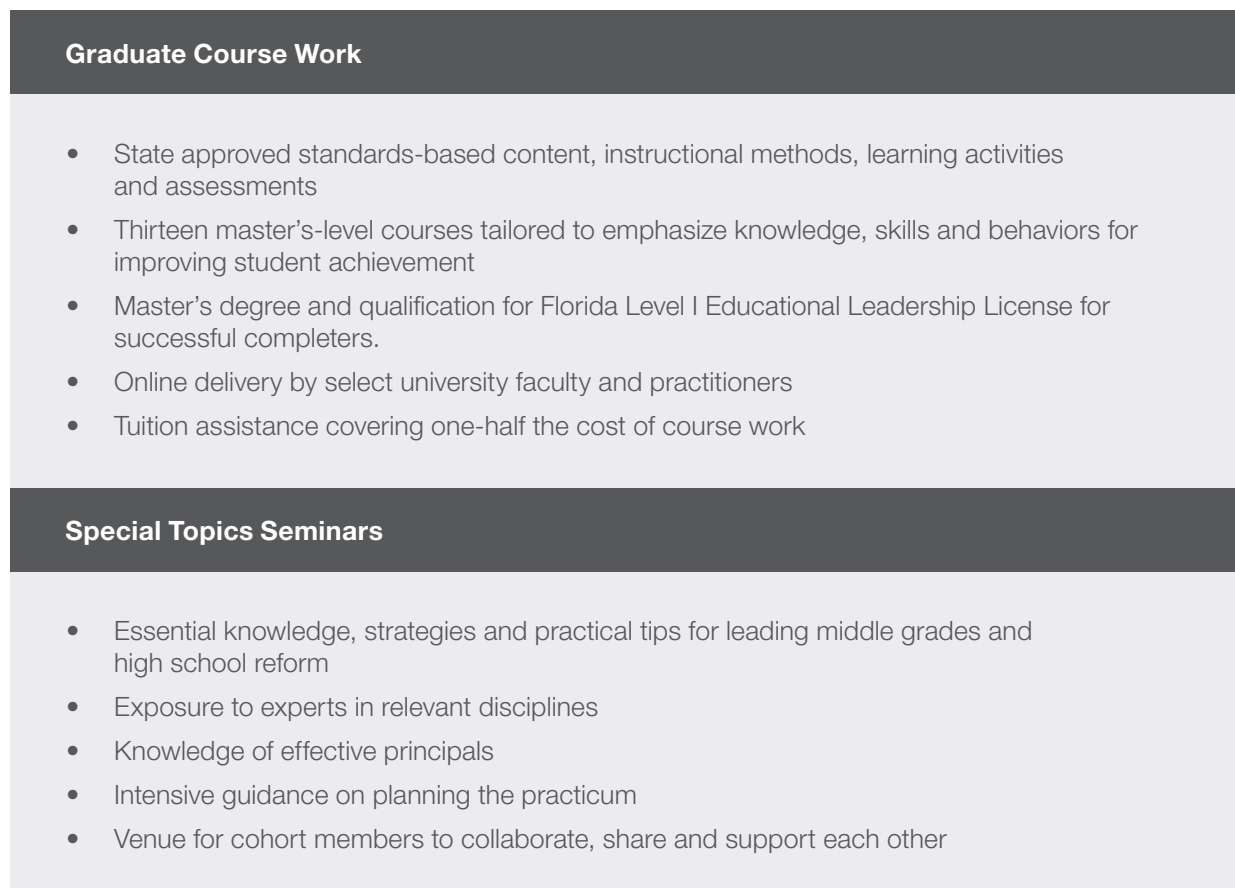 Graduate Course Work
• State approved standards-based content, instructional methods, learning activities
and assessments
• Thirteen master’s-level courses tailored to emphasize knowledge, skills and behaviors for
improving student achievement
• Master’s degree and qualification for Florida Level I Educational Leadership License for
successful completers.
• Online delivery by select university faculty and practitioners
• Tuition assistance covering one-half the cost of course work
Special Topics Seminars
• Essential knowledge, strategies and practical tips for leading middle grades and
high school reform
• Exposure to experts in relevant disciplines
• Knowledge of effective principals
• Intensive guidance on planning the practicum
• Venue for cohort members to collaborate, share and support each other